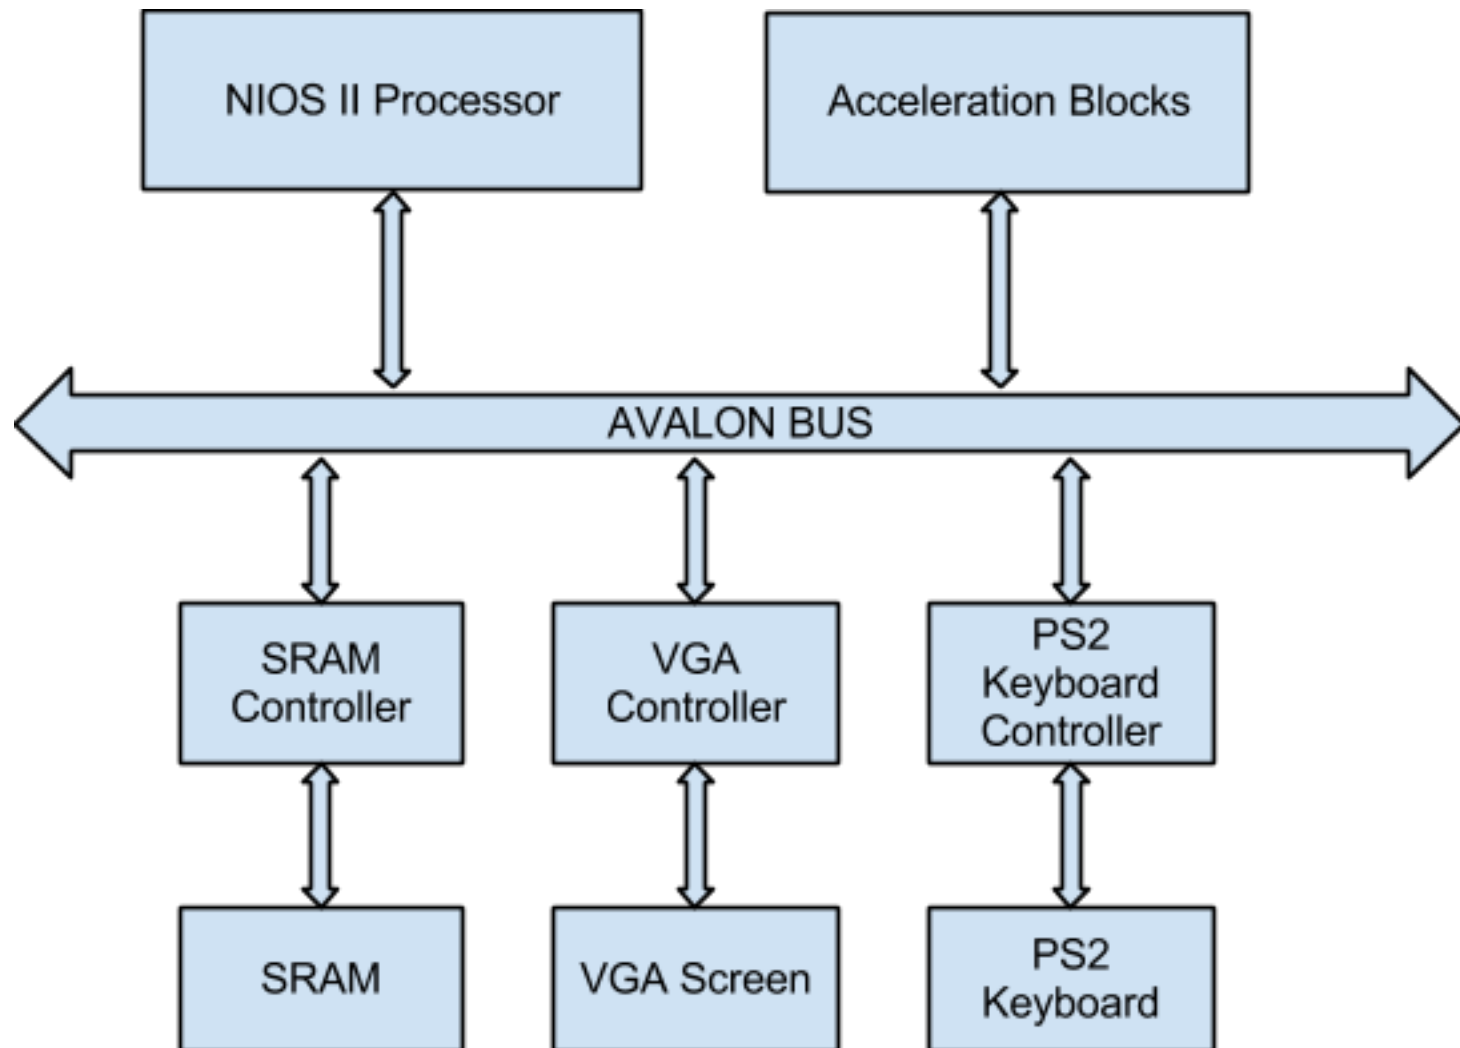 NIOS II Processor
Acceleration Blocks
AVALON BUS
SRAM
Controller
VGA
Controller
PS2
Keyboard
Controller
SRAM
VGA Screen
PS2
Keyboard